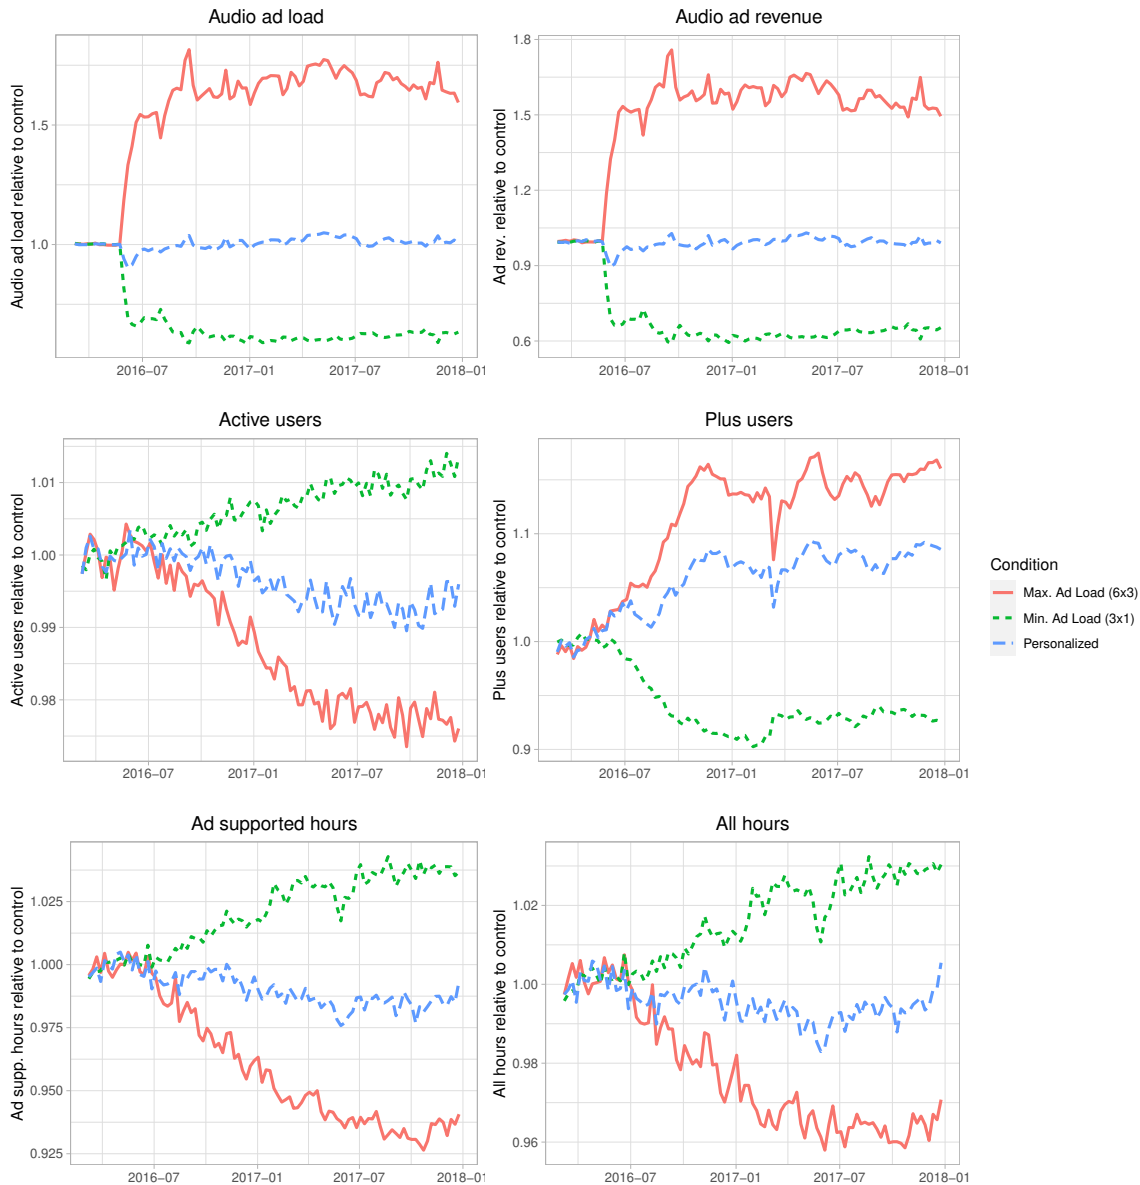 Audio ad load
Audio ad load relative to control
1.5
1.0
2016–07
2017–01
2017–07
2018–01
Audio ad revenue
Ad rev. relative to control
1.8
1.5
1.2
0.9
0.6
2016–07
2017–01
2017–07
2018–01
Active users
Active users relative to control
1.01
1.00
0.99
0.98
2016–07
2017–01
2017–07
2018–01
Plus users
Plus users relative to control
1.1
1.0
0.9
2016–07
2017–01
2017–07
2018–01
Condition
Max. Ad Load (6x3)
Min. Ad Load (3x1)
Personalized
Ad supported hours
Ad supp. hours relative to control
1.025
1.000
0.975
0.950
0.925
2016–07
2017–01
2017–07
2018–01
All hours
All hours relative to control
1.02
1.00
0.98
0.96
2016–07
2017–01
2017–07
2018–01